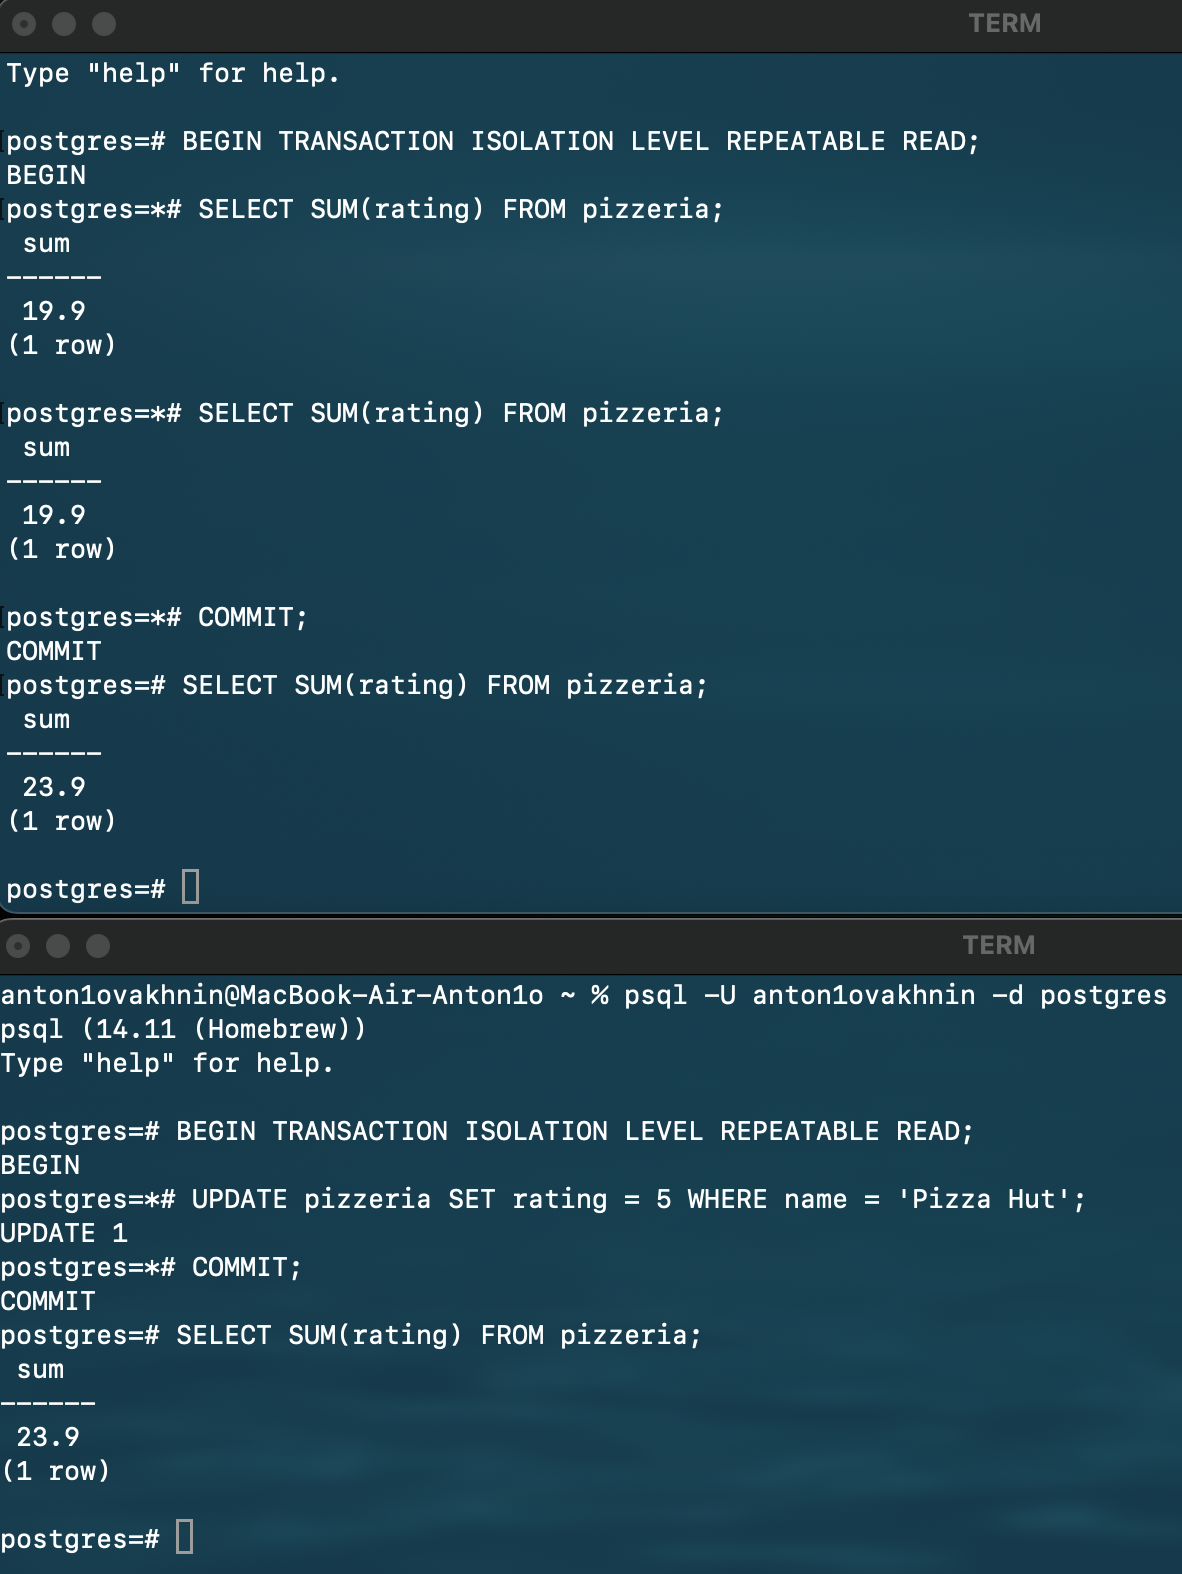 TERM
Type "help" for help.
postgres=# BEGIN TRANSACTION ISOLATION LEVEL REPEATABLE READ;
BEGIN
postgres=*# SELECT SUM(rating) FROM pizzeria;
sum
------
19.9
(1 row)
postgres=*# SELECT SUM(rating) FROM pizzeria;
sum
------
19.9
(1 row)
postgres=*# COMMIT;
COMMIT
postgres=# SELECT SUM(rating) FROM pizzeria;
sum
------
23.9
(1 row)
postgres=#
TERM
anton1ovakhnin@MacBook-Air-Anton1o ~ % psql -U anton1ovakhnin -d postgres
psql (14.11 (Homebrew))
Type "help" for help.
postgres=# BEGIN TRANSACTION ISOLATION LEVEL REPEATABLE READ;
BEGIN
postgres=*# UPDATE pizzeria SET rating = 5 WHERE name = 'Pizza Hut';
UPDATE 1
postgres=*# COMMIT;
COMMIT
postgres=# SELECT SUM(rating) FROM pizzeria;
sum
------
23.9
(1 row)
postgres=#